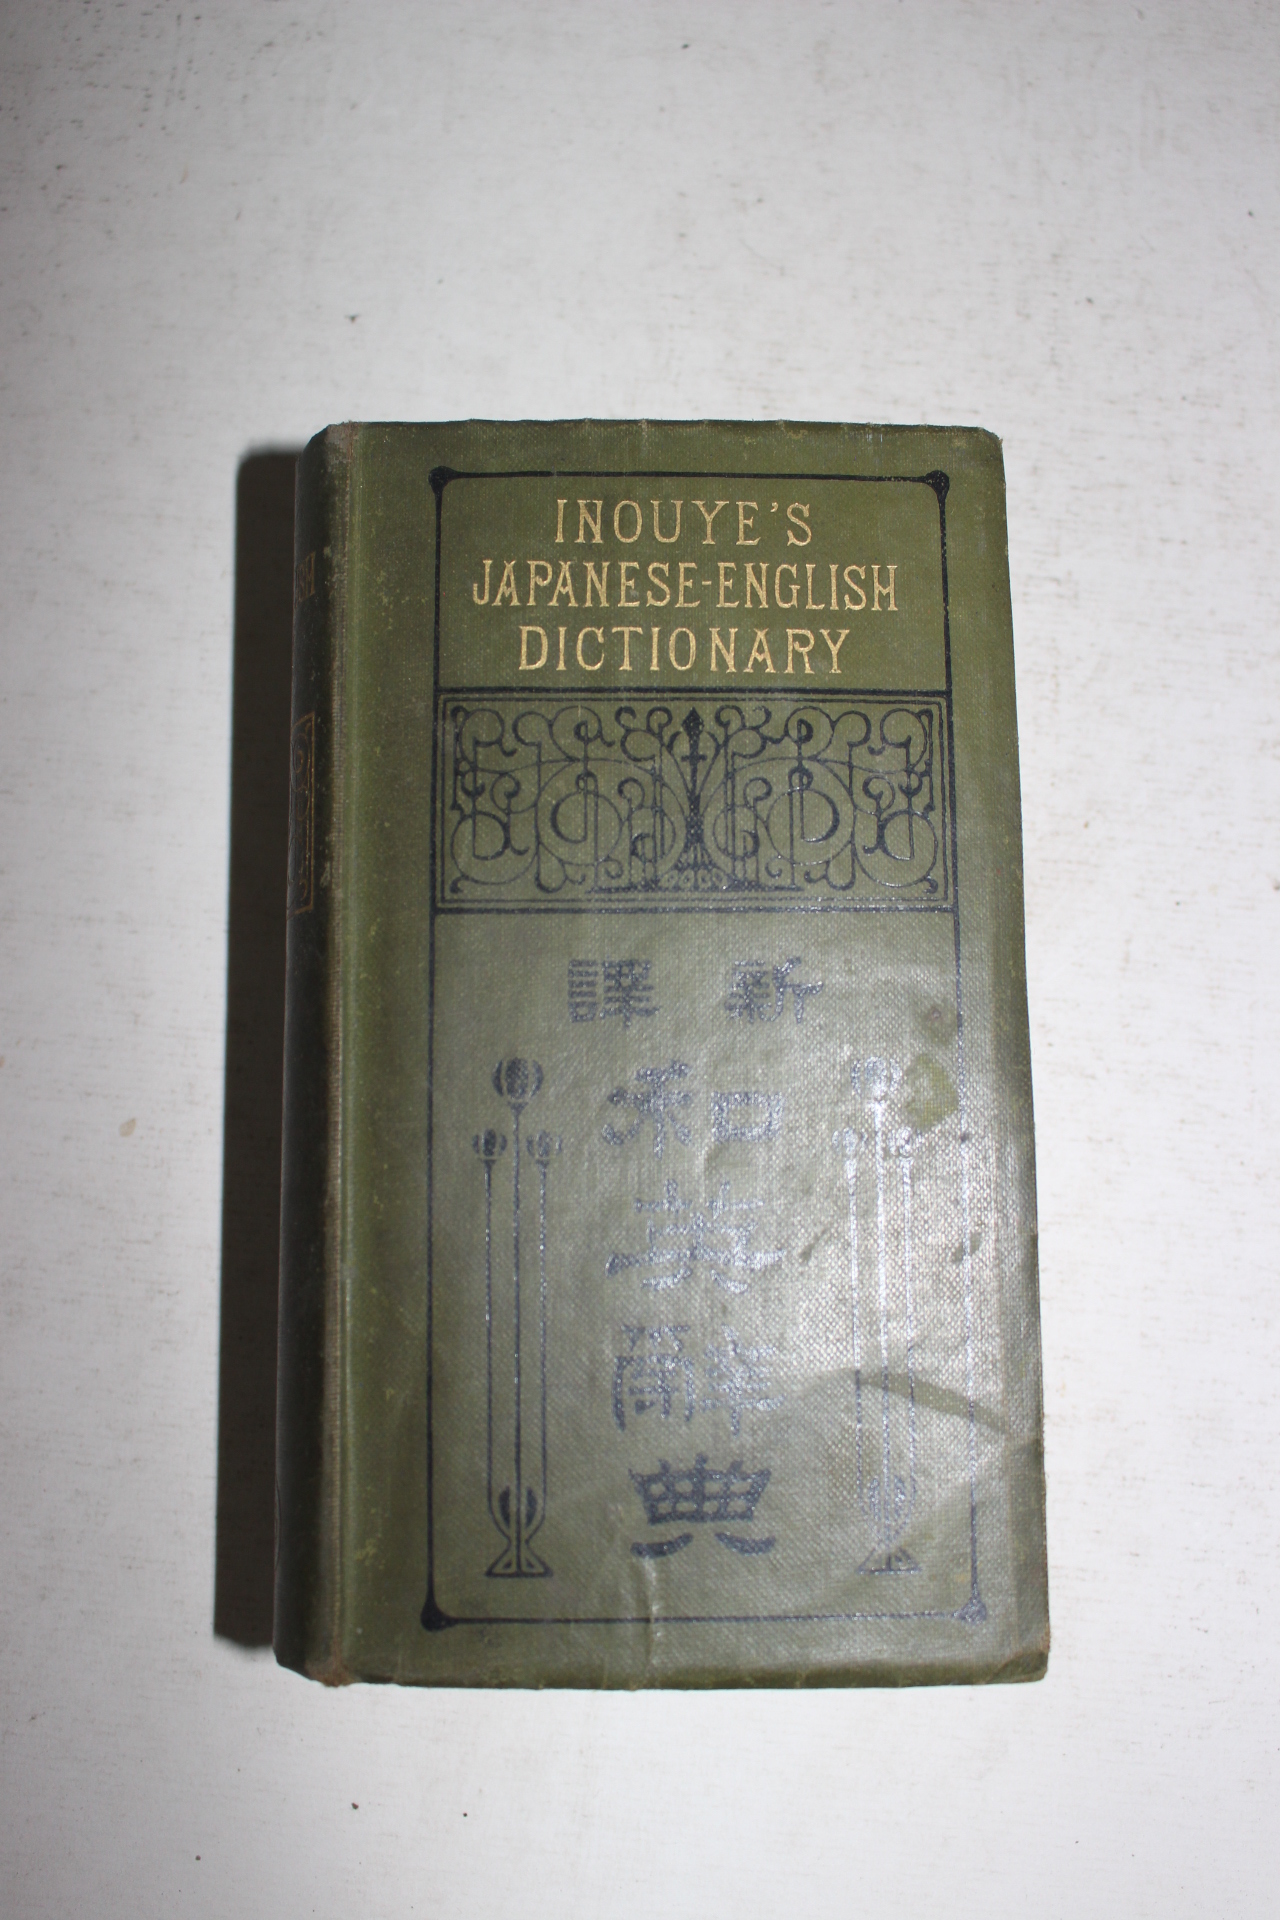 INOUYE'S
JAPANESE-ENGLISH
DICTIONARY
譯新
和
英
辭
典